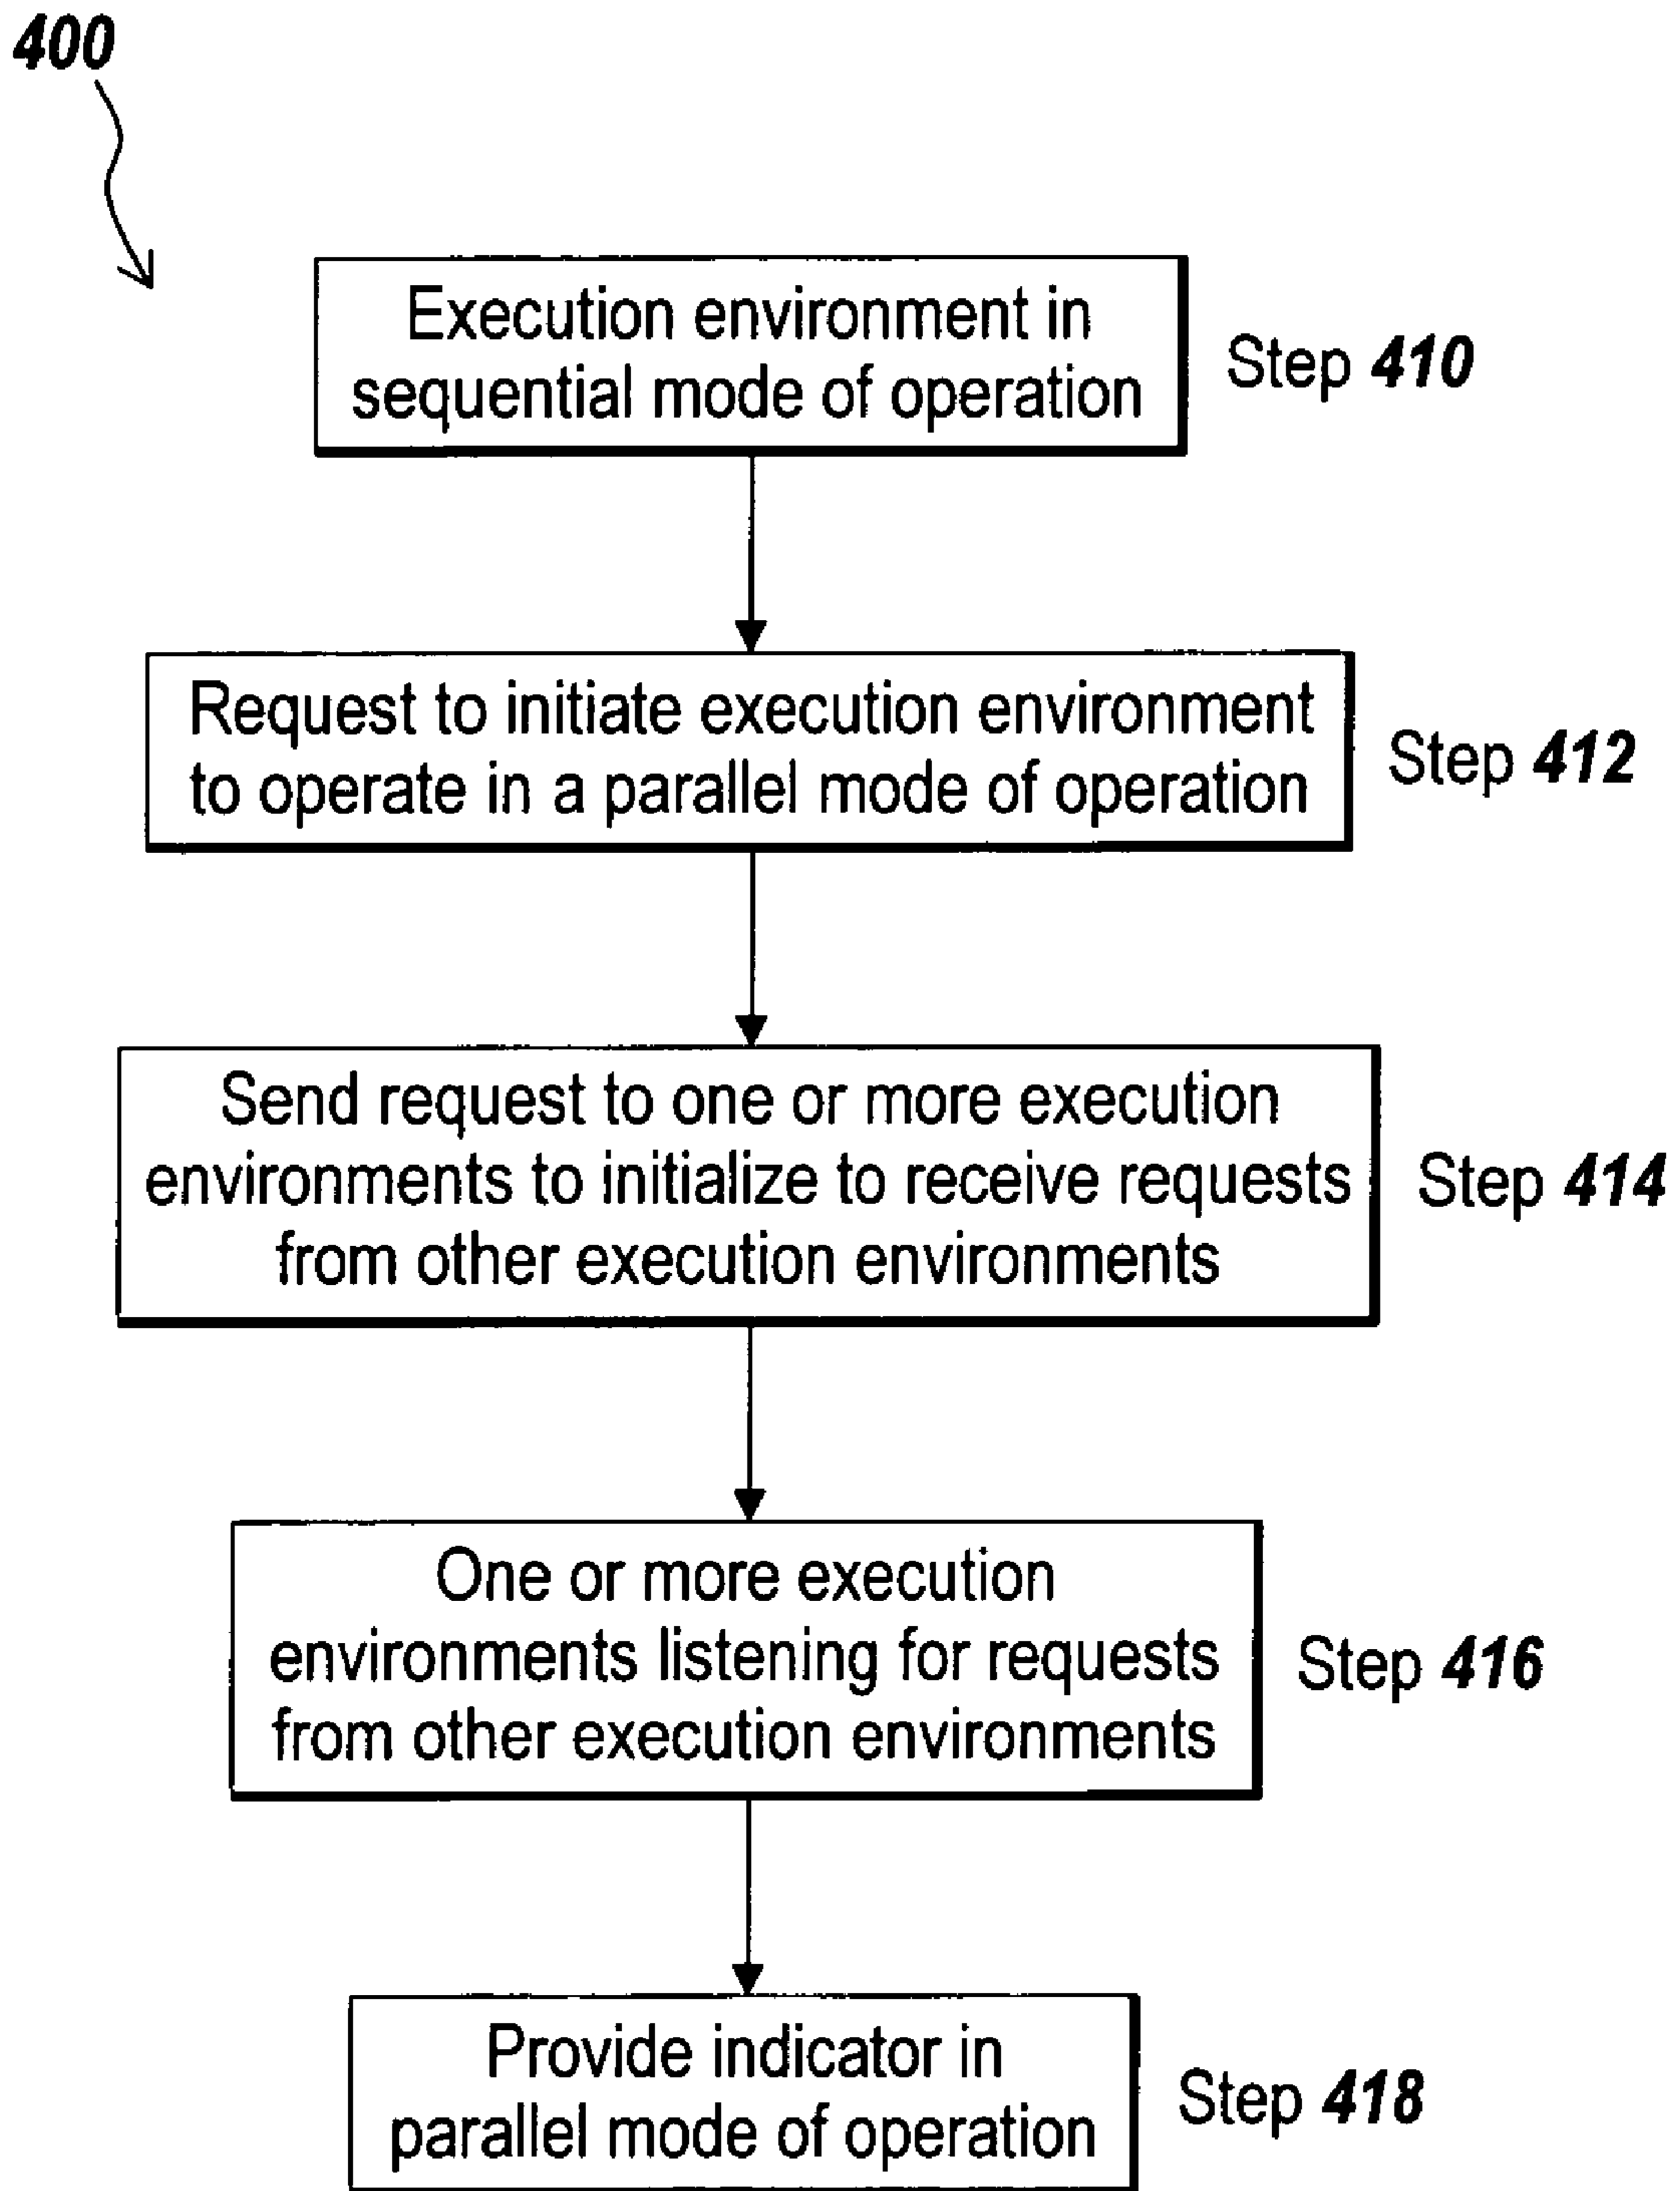 400
Execution environment in
sequential mode of operation
Step 410
Request to initiate execution environment
to operate in a parallel mode of operation
Step 412
Send request to one or more execution
environments to initialize to receive requests
from other execution environments
Step 414
One or more execution
environments listening for requests
from other execution environments
Step 416
Provide indicator in
parallel mode of operation
Step 418